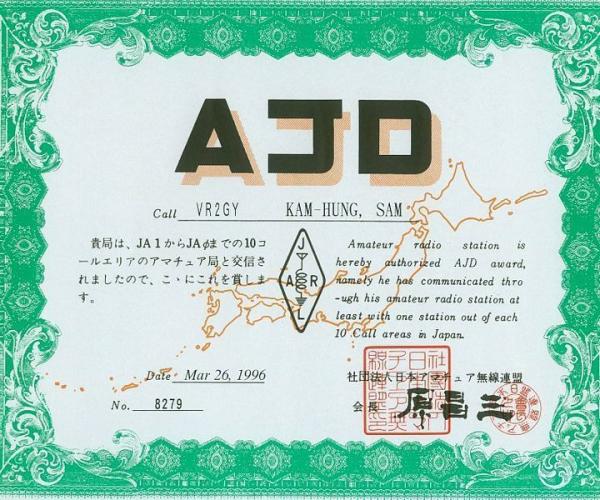 AJD
Call VR2GY KAM-HUNG, SAM
貴局は、JA1からJAφまでの10コ
ールエリアのアマチュア局と交信さ
れましたので、こゝにこれを賞しま
す。
J
A R
L
Amateur radio station is
hereby authorized AJD award,
namely he has communicated thro
-ugh his amateur radio station at
least with one station out of each
10 Call areas in Japan.
Date Mar 26, 1996
No. 8279
社団法人日本アマチュア無線連盟
会長 原昌三